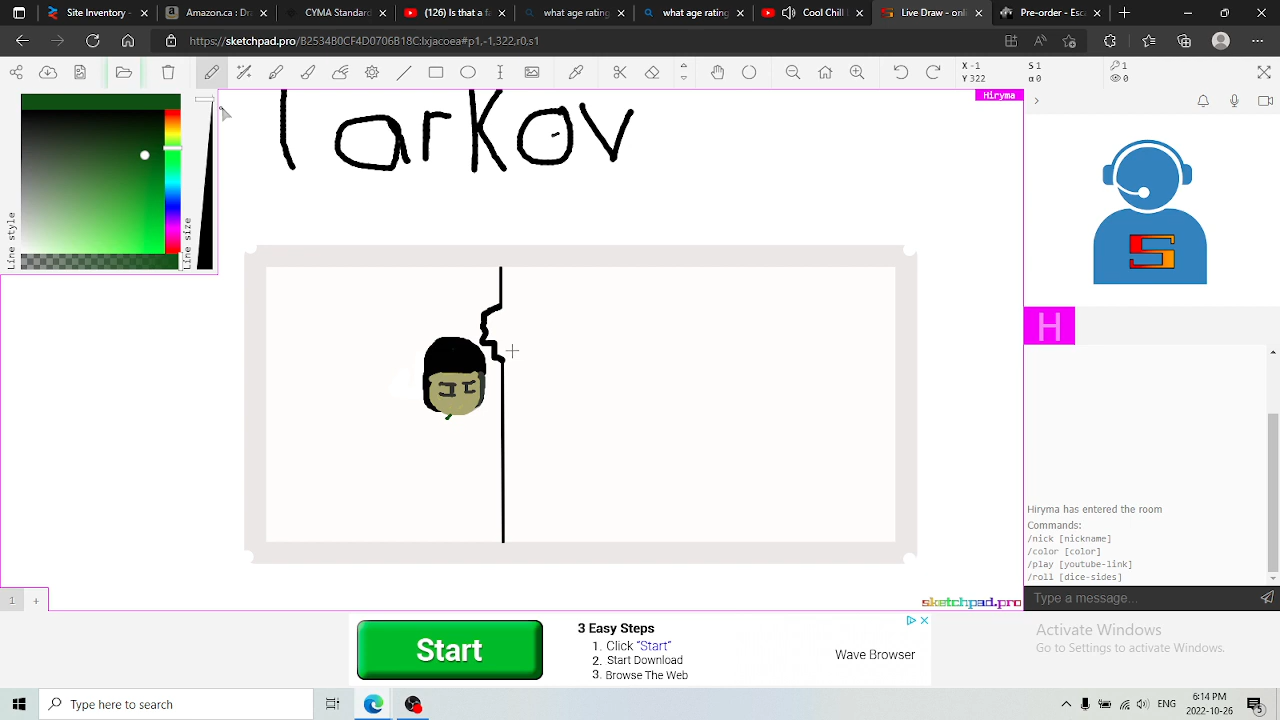 Site Inventory -
Amazon.ca : D
CYMA Standard
(126) Is that a
what age rating
what age rating
Cool Chil
Live Draw - onl
Pre-order - Esc
https://sketchpad.pro/B2534B0CF4D0706B18C:lxjacoea#p1,-1,322,r0,s1
X -1
Y 322
S 1
α 0
1
0
Line style
Line size
Tarkov
Hiryma
H
Hiryma has entered the room
Commands:
/nick [nickname]
/color [color]
/play [youtube-link]
/roll [dice-sides]
Type a message...
1 +
sketchpad.pro
Start
3 Easy Steps
1. Click "Start"
2. Start Download
3. Browse The Web
Wave Browser
Activate Windows
Go to Settings to activate Windows.
Type here to search
6:14 PM
2022-10-26
5